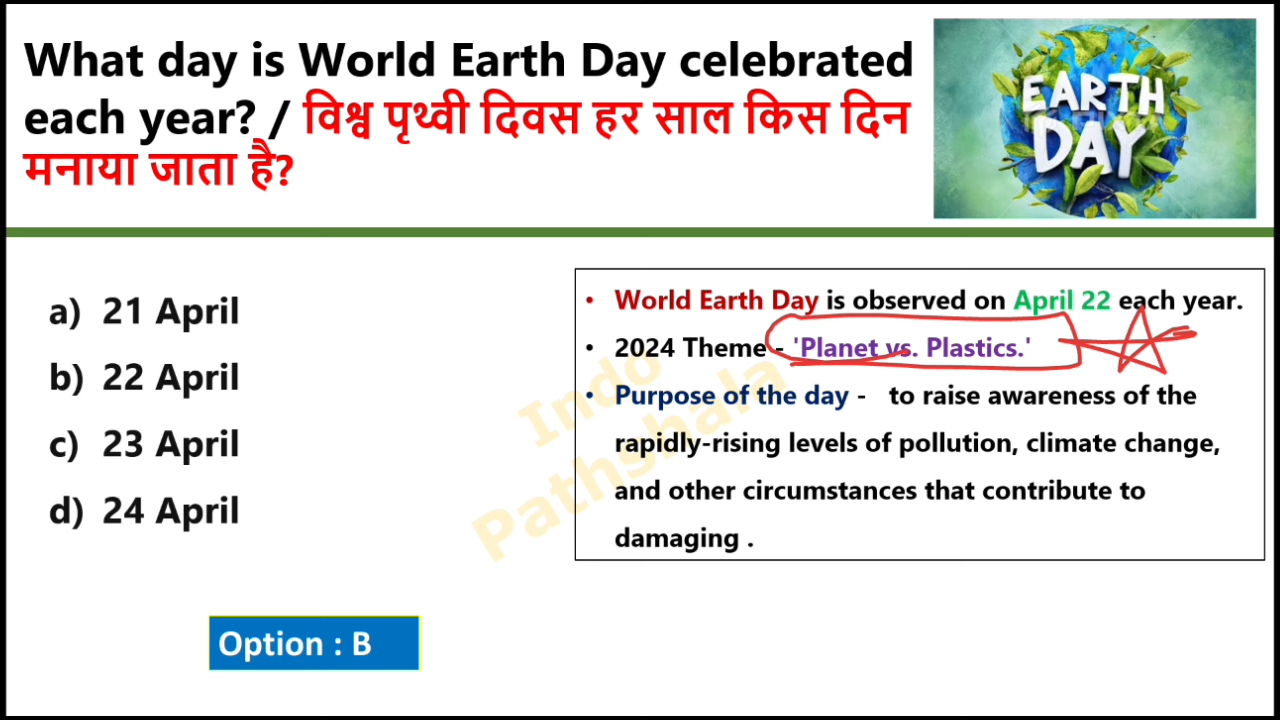 What day is World Earth Day celebrated
each year? / विश्व पृथ्वी दिवस हर साल किस दिन
मनाया जाता है?
EARTH
DAY
a) 21 April
b) 22 April
c) 23 April
d) 24 April
• World Earth Day is observed on April 22 each year.
• 2024 Theme - 'Planet vs. Plastics.'
• Purpose of the day - to raise awareness of the
rapidly-rising levels of pollution, climate change,
and other circumstances that contribute to
damaging .
Indo
Pathshala
Option : B